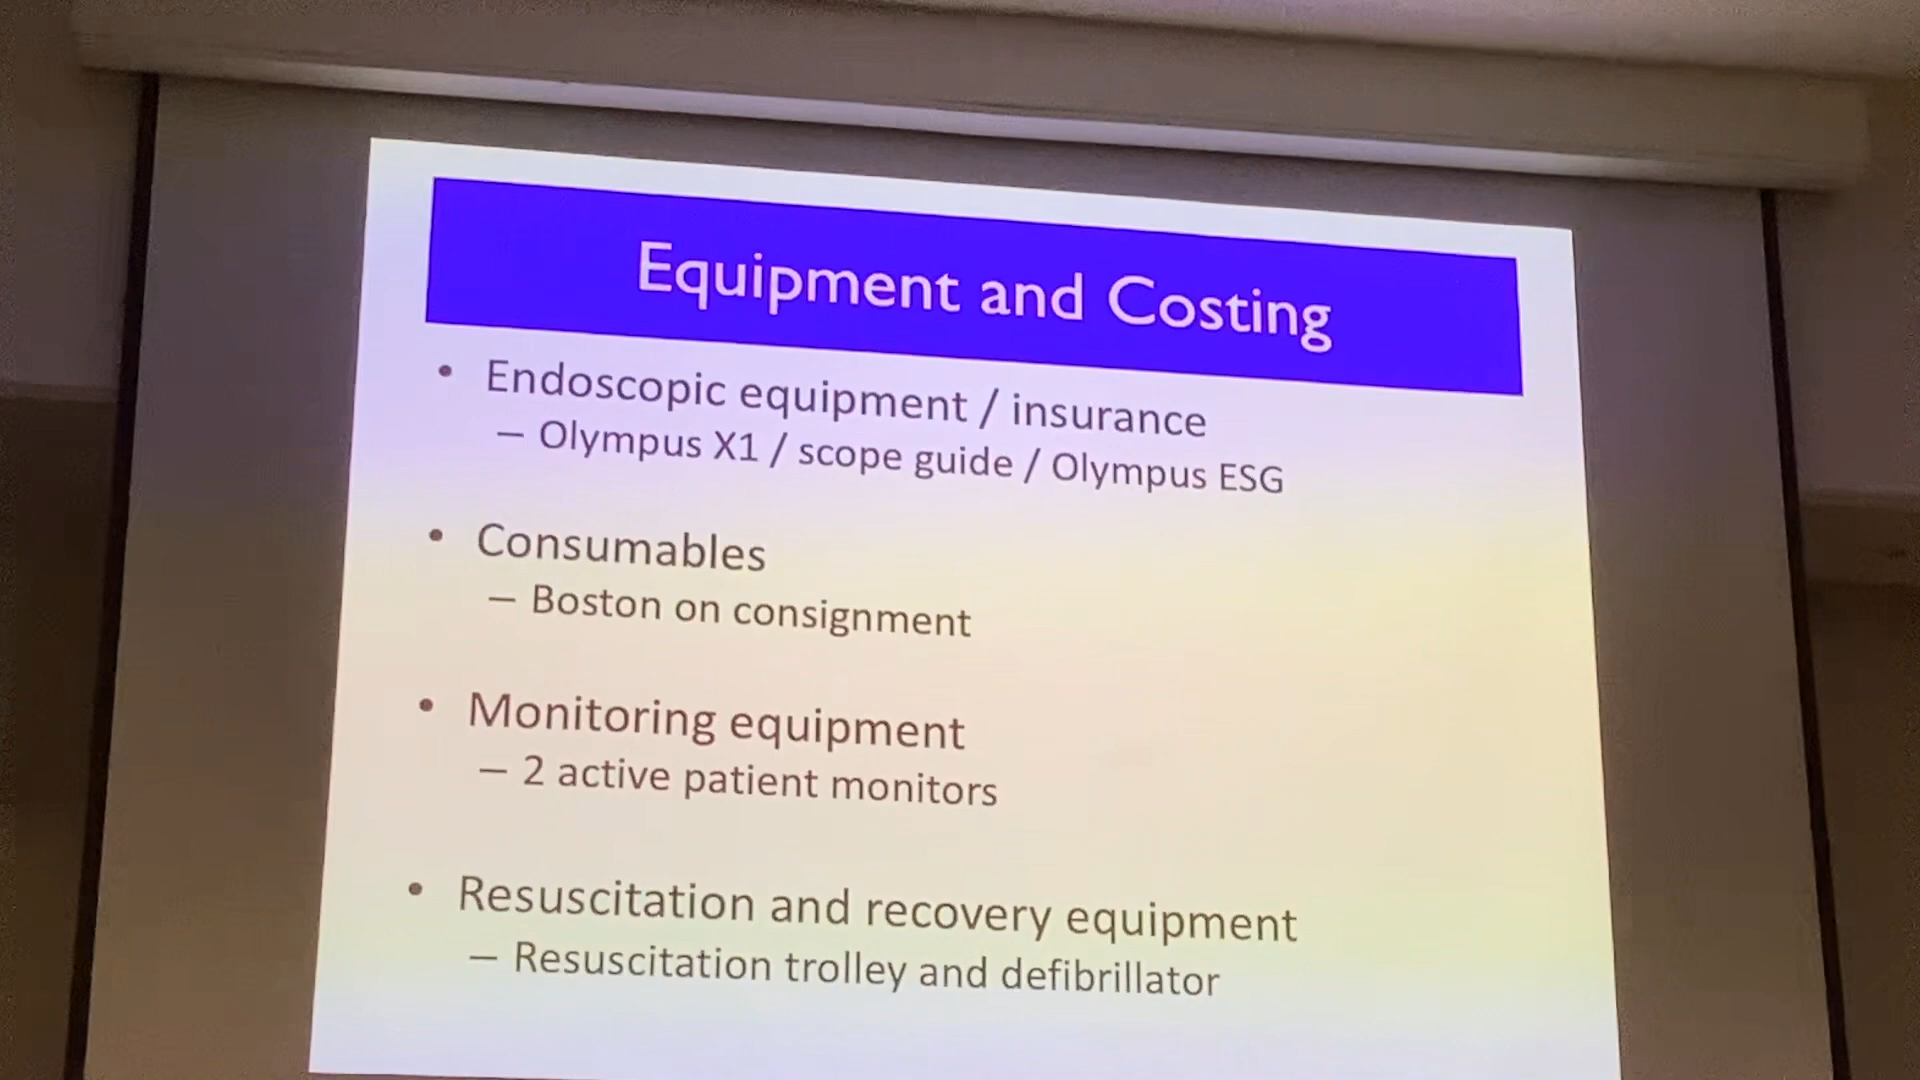 Equipment and Costing
• Endoscopic equipment / insurance
– Olympus X1 / scope guide / Olympus ESG
• Consumables
– Boston on consignment
• Monitoring equipment
– 2 active patient monitors
• Resuscitation and recovery equipment
– Resuscitation trolley and defibrillator